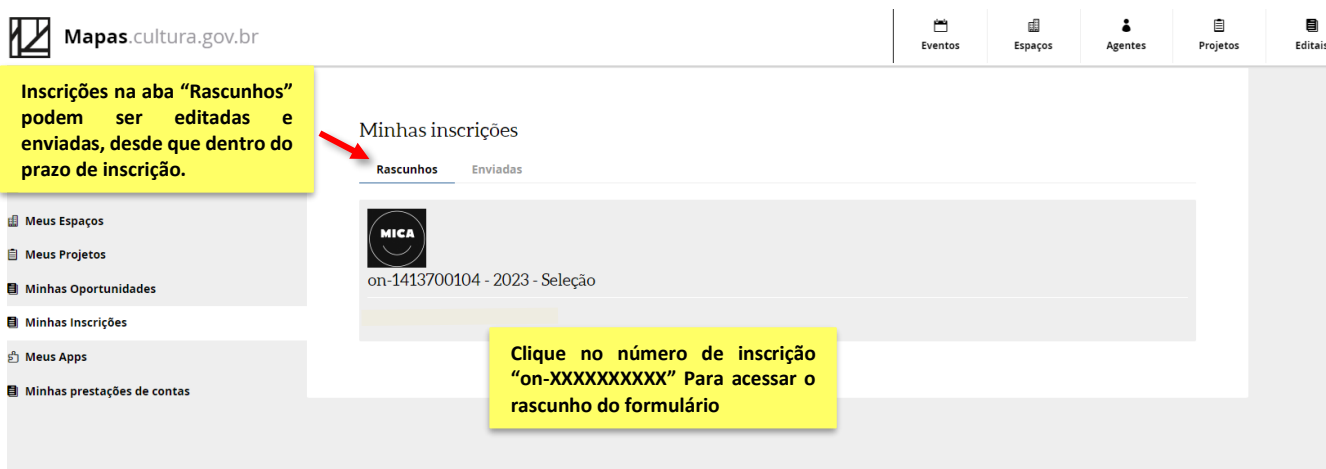 Mapas.cultura.gov.br
Eventos
Espaços
Agentes
Projetos
Editais
Inscrições na aba “Rascunhos”
podem ser editadas e
enviadas, desde que dentro do
prazo de inscrição.
Minhas inscrições
Rascunhos Enviadas
Meus Espaços
Meus Projetos
Minhas Oportunidades
Minhas Inscrições
Meus Apps
Minhas prestações de contas
MICA
on-1413700104 - 2023 - Seleção
Clique no número de inscrição
“on-XXXXXXXXXX” Para acessar o
rascunho do formulário